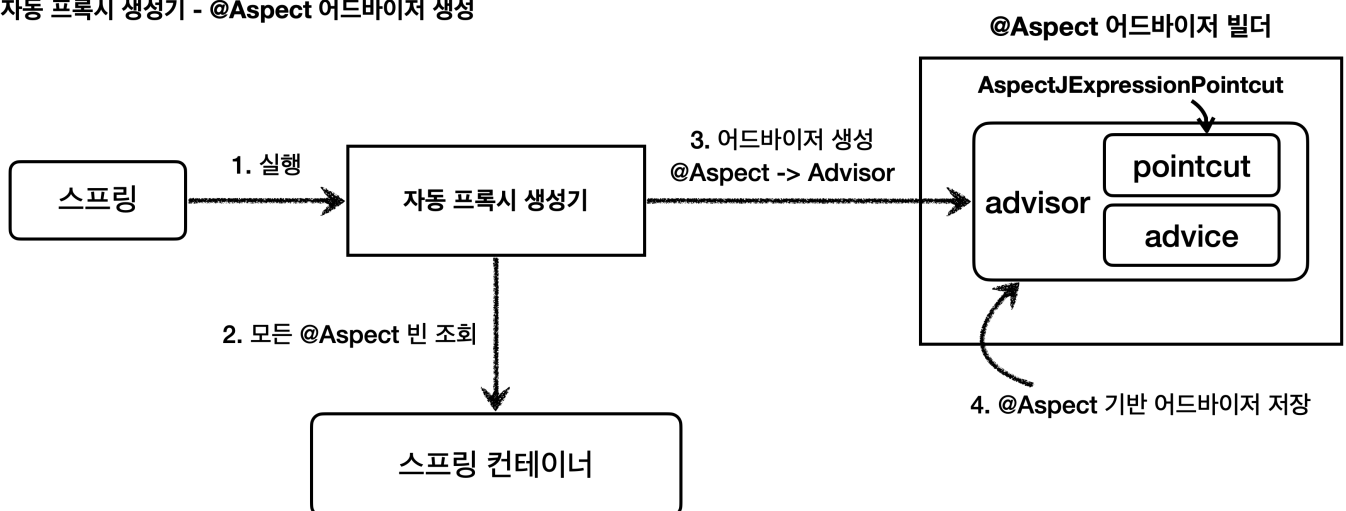 자동 프록시 생성기 - @Aspect 어드바이저 생성
@Aspect 어드바이저 빌더
AspectJExpressionPointcut
스프링
1. 실행
자동 프록시 생성기
3. 어드바이저 생성
@Aspect -> Advisor
advisor
pointcut
advice
2. 모든 @Aspect 빈 조회
4. @Aspect 기반 어드바이저 저장
스프링 컨테이너